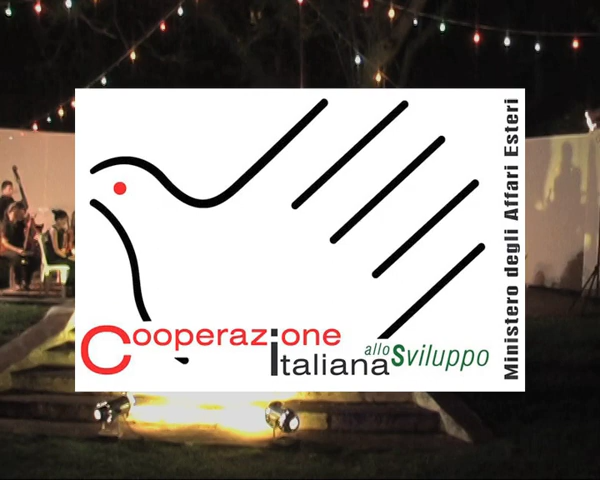 Cooperazione
Italiana
allo Sviluppo
Ministero degli Affari Esteri